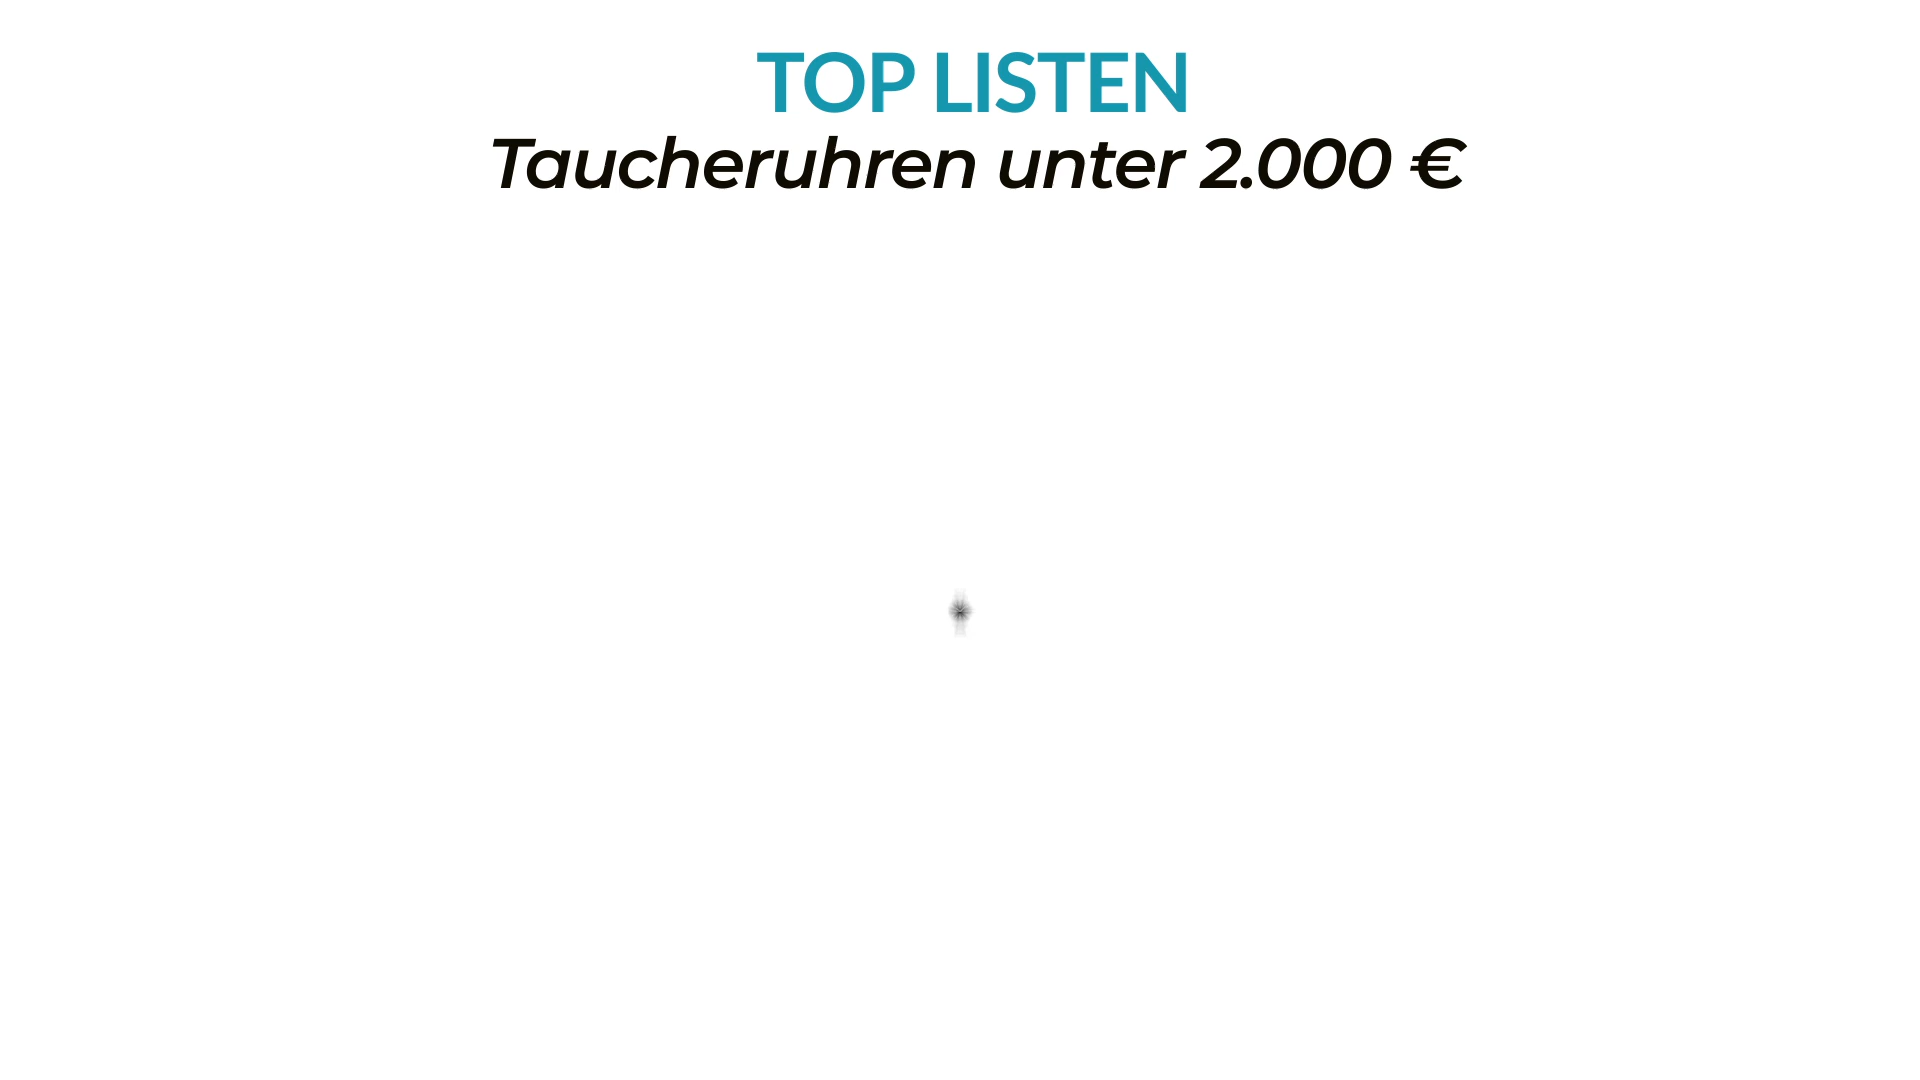 TOP LISTEN
Taucheruhren unter 2.000 €